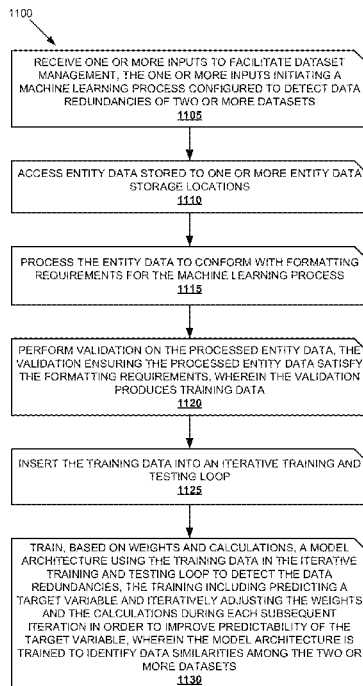 1100
RECEIVE ONE OR MORE INPUTS TO FACILITATE DATASET
MANAGEMENT, THE ONE OR MORE INPUTS INITIATING A
MACHINE LEARNING PROCESS CONFIGURED TO DETECT DATA
REDUNDANCIES OF TWO OR MORE DATASETS
1105
ACCESS ENTITY DATA STORED TO ONE OR MORE ENTITY DATA
STORAGE LOCATIONS
1110
PROCESS THE ENTITY DATA TO CONFORM WITH FORMATTING
REQUIREMENTS FOR THE MACHINE LEARNING PROCESS
1115
PERFORM VALIDATION ON THE PROCESSED ENTITY DATA, THE
VALIDATION ENSURING THE PROCESSED ENTITY DATA SATISFY
THE FORMATTING REQUIREMENTS, WHEREIN THE VALIDATION
PRODUCES TRAINING DATA
1120
INSERT THE TRAINING DATA INTO AN ITERATIVE TRAINING AND
TESTING LOOP
1125
TRAIN, BASED ON WEIGHTS AND CALCULATIONS, A MODEL
ARCHITECTURE USING THE TRAINING DATA IN THE ITERATIVE
TRAINING AND TESTING LOOP TO DETECT THE DATA
REDUNDANCIES, THE TRAINING INCLUDING PREDICTING A
TARGET VARIABLE AND ITERATIVELY ADJUSTING THE WEIGHTS
AND THE CALCULATIONS DURING EACH SUBSEQUENT
ITERATION IN ORDER TO IMPROVE PREDICTABILITY OF THE
TARGET VARIABLE, WHEREIN THE MODEL ARCHITECTURE IS
TRAINED TO IDENTIFY DATA SIMILARITIES AMONG THE TWO OR
MORE DATASETS
1130